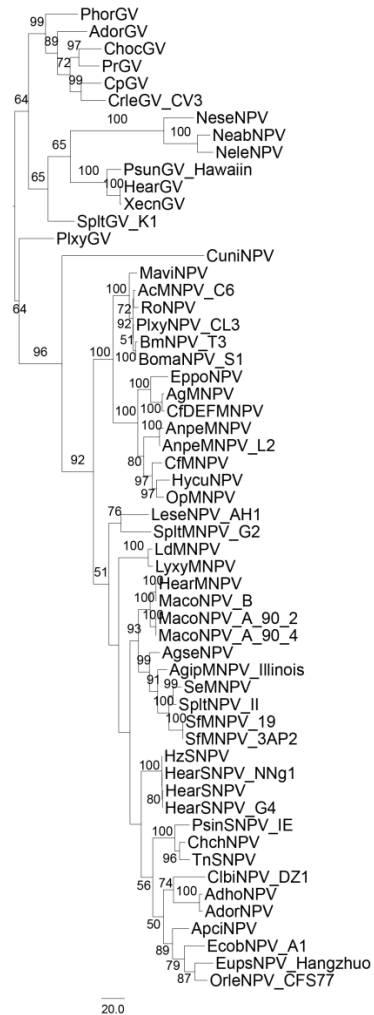 PhorGV
99
AdorGV
89
ChocGV
97
72
PrGV
CpGV
99
CrleGV_CV3
64
NeseNPV
100
NeabNPV
100
NeleNPV
65
PsunGV_Hawaiin
100
65
HearGV
100
XecnGV
SpltGV_K1
PlxyGV
CuniNPV
MaviNPV
100
AcMNPV_C6
64
72
RoNPV
92
PlxyNPV_CL3
51
BmNPV_T3
96
100
100
BomaNPV_S1
EppoNPV
100
AgMNPV
100
CfDEFMNPV
100
AnpeMNPV
100
AnpeMNPV_L2
92
80
CfMNPV
97
HycuNPV
97
OpMNPV
76
LeseNPV_AH1
SpltMNPV_G2
100
LdMNPV
LyxyMNPV
51
100
HearMNPV
100
MacoNPV_B
100
MacoNPV_A_90_2
93
MacoNPV_A_90_4
AgseNPV
99
AgipMNPV_Illinois
91
99
SeMNPV
100
SpltNPV_II
100
SfMNPV_19
SfMNPV_3AP2
HzSNPV
100
HearSNPV_NNg1
HearSNPV
80
HearSNPV_G4
PsinSNPV_IE
100
ChchNPV
96
TnSNPV
74
ClbiNPV_DZ1
56
100
AdhoNPV
AdorNPV
50
ApciNPV
89
EcobNPV_A1
79
EupsNPV_Hangzhuo
87
OrleNPV_CFS77
20.0